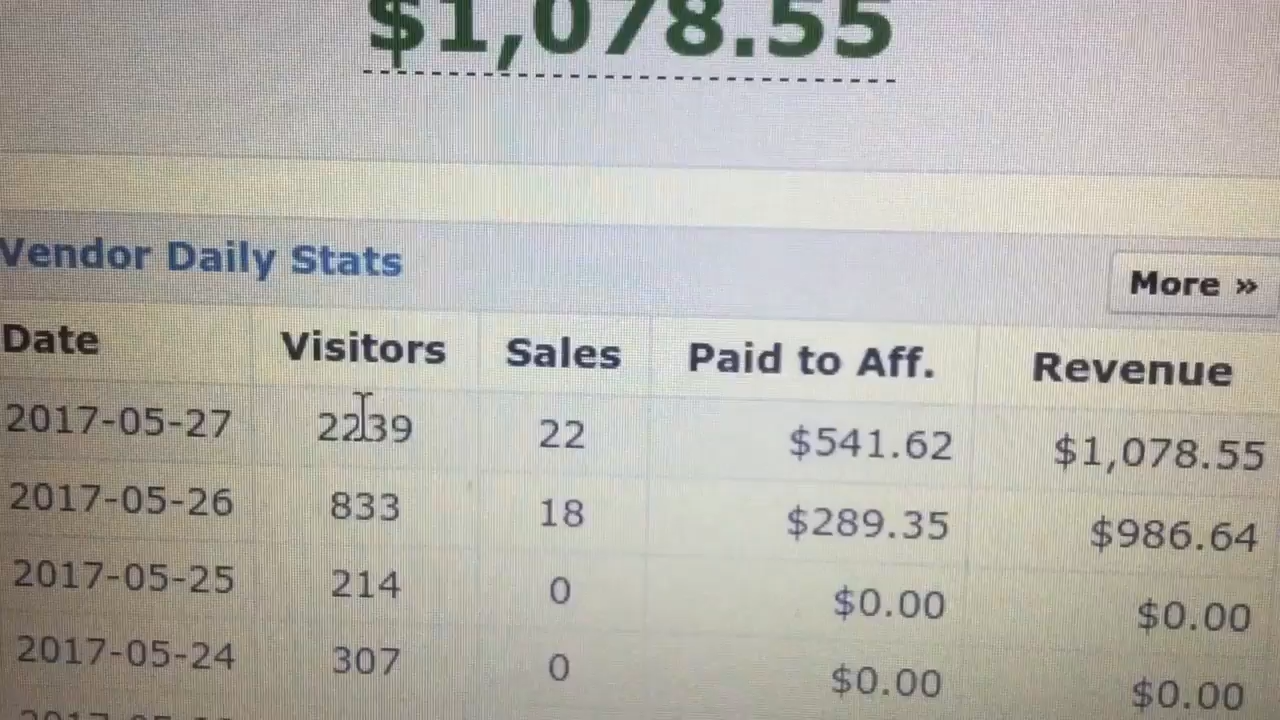 $1,078.55
Vendor Daily Stats More »
Date Visitors Sales Paid to Aff. Revenue
2017-05-27 2239 22 $541.62 $1,078.55
2017-05-26 833 18 $289.35 $986.64
2017-05-25 214 0 $0.00 $0.00
2017-05-24 307 0 $0.00 $0.00